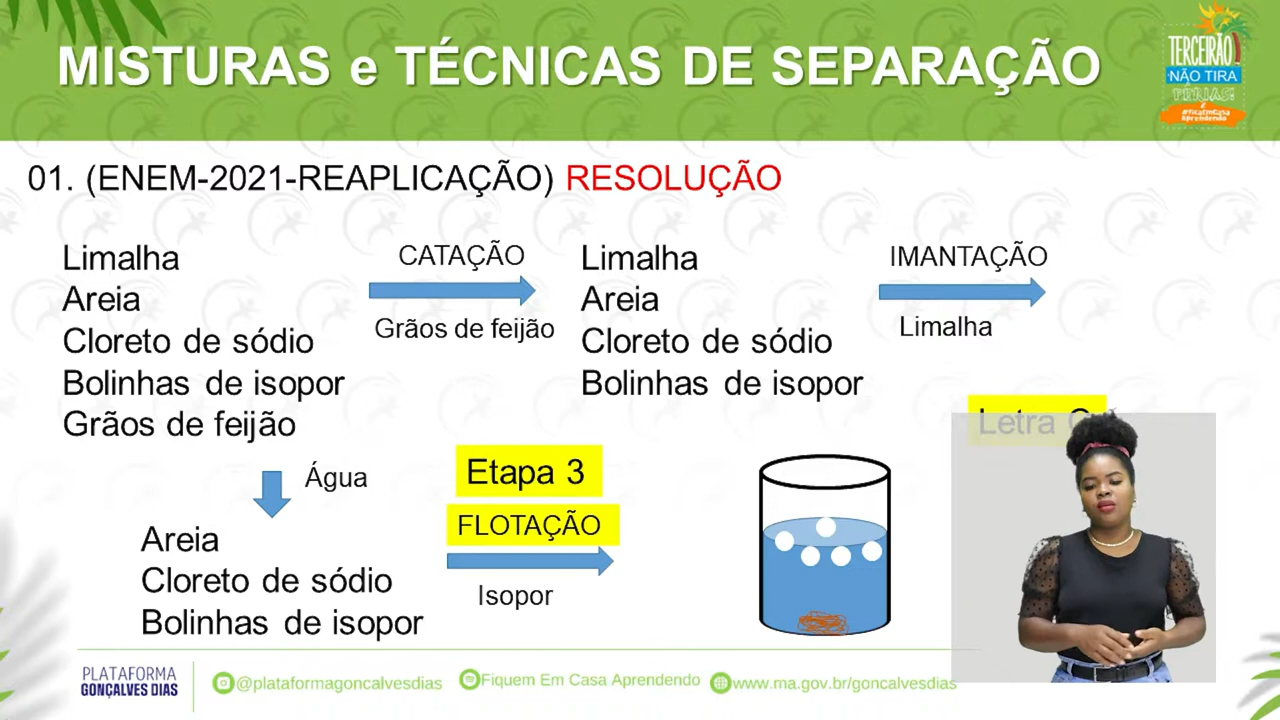 MISTURAS e TÉCNICAS DE SEPARAÇÃO
TERCEIRÃO!
NÃO TIRA
FÉRIAS!
É
#FicaEmCasa
Aprendendo
01. (ENEM-2021-REAPLICAÇÃO) RESOLUÇÃO
Limalha
Areia
Cloreto de sódio
Bolinhas de isopor
Grãos de feijão
CATAÇÃO
Grãos de feijão
Limalha
Areia
Cloreto de sódio
Bolinhas de isopor
IMANTAÇÃO
Limalha
Letra
Água
Areia
Cloreto de sódio
Bolinhas de isopor
Etapa 3
FLOTAÇÃO
Isopor
PLATAFORMA
GONÇALVES DIAS
@plataformagoncalvesdias
Fiquem Em Casa Aprendendo
www.ma.gov.br/goncalvesdias